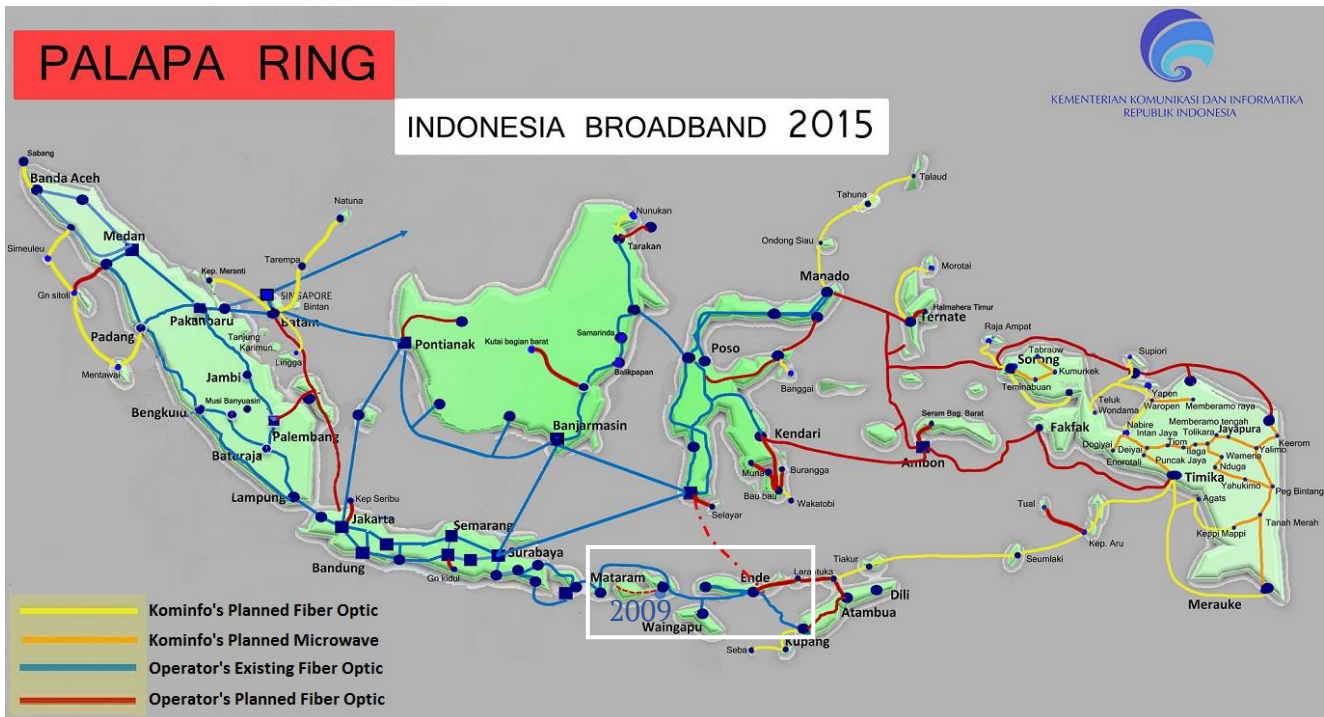 PALAPA RING
INDONESIA BROADBAND 2015
KEMENTERIAN KOMUNIKASI DAN INFORMATIKA
REPUBLIK INDONESIA
Sabang
Banda Aceh
Simeuleu
Medan
Gn sitoli
Padang
Mentawai
Kep. Meranti
Pakanbaru
Natuna
Tarempa
SINGAPORE
Bintan
Batam
Tanjung
Karimun
Lingga
Jambi
Musi Banyuasin
Bengkulu
Palembang
Bataraja
Lampung
Pontianak
Kutai bagian barat
Nunukan
Tarakan
Samarinda
Balikpapan
Banjarmasin
Kep Seribu
Jakarta
Bandung
Semarang
Gn kidul
Surabaya
Talaud
Tahuna
Ondong Siau
Manado
Poso
Banggai
Kendari
Muna
Burangga
Bau bau
Wakatobi
Selayar
Morotai
Halmahera Timur
Ternate
Seram Bag. Barat
Ambon
Raja Ampat
Sorong
Tabrauw
Kumurkek
Teminabuan
Teluk
Fakfak
Supiori
Yapen
Teluk
Wondama
Waropen
Memberamo raya
Nabire
Memberamo tengah
Intan Jaya
Tolikara
Jayapura
Dogiyai
Deiyai
Tiom
Ilaga
Yalimo
Keerom
Enorotali
Puncak Jaya
Wamena
Nduga
Timika
Yahukimo
Peg Bintang
Agats
Tanah Merah
Keppi Mappi
Merauke
Tual
Kep. Aru
Seumlaki
Tiakur
Larantuka
Ende
Mataram
2009
Waingapu
Dili
Atambua
Kupang
Seba
Kominfo's Planned Fiber Optic
Kominfo's Planned Microwave
Operator's Existing Fiber Optic
Operator's Planned Fiber Optic